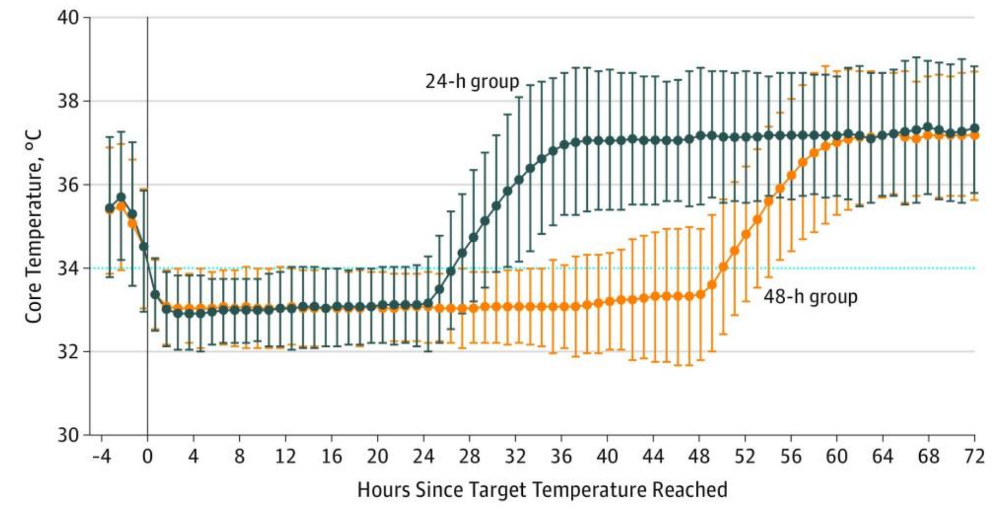 40
24-h group
38
Core Temperature, °C
36
34
48-h group
32
30
-4 0 4 8 12 16 20 24 28 32 36 40 44 48 52 56 60 64 68 72
Hours Since Target Temperature Reached